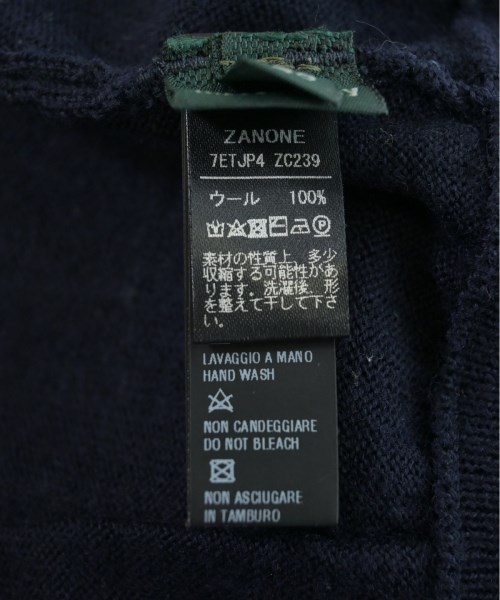 ZANONE
7ETJP4 ZC239
ウール 100%
素材の性質上、多少
収縮する可能性があ
ります。洗濯後、形
を整えて干して下さ
い。
LAVAGGIO A MANO
HAND WASH
NON CANDEGGIARE
DO NOT BLEACH
NON ASCIUGARE
IN TAMBURO